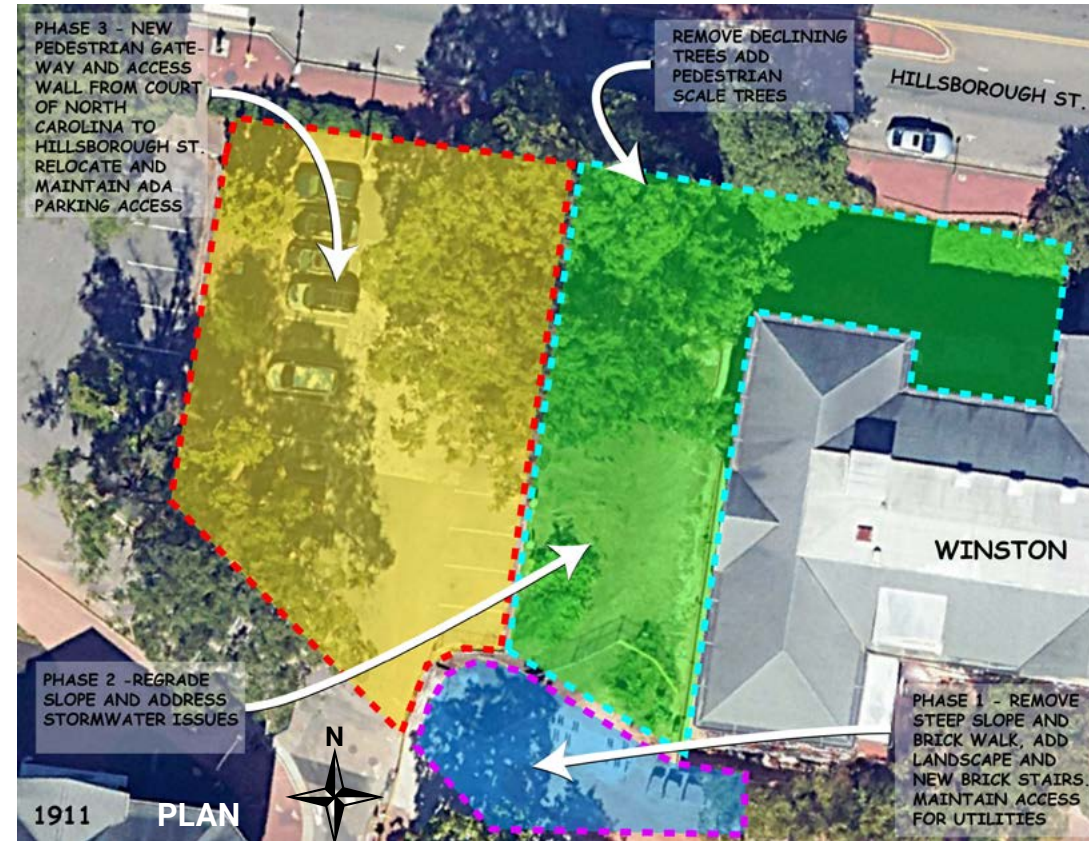 PHASE 3 - NEW
PEDESTRIAN GATE-
WAY AND ACCESS
WALL FROM COURT
OF NORTH
CAROLINA TO
HILLSBOROUGH ST.
RELOCATE AND
MAINTAIN ADA
PARKING ACCESS
REMOVE DECLINING
TREES ADD
PEDESTRIAN
SCALE TREES
HILLSBOROUGH ST.
WINSTON
PHASE 2 -REGRADE
SLOPE AND ADDRESS
STORMWATER ISSUES
PHASE 1 - REMOVE
STEEP SLOPE AND
BRICK WALK, ADD
LANDSCAPE AND
NEW BRICK STAIRS.
MAINTAIN ACCESS
FOR UTILITIES
N
1911
PLAN